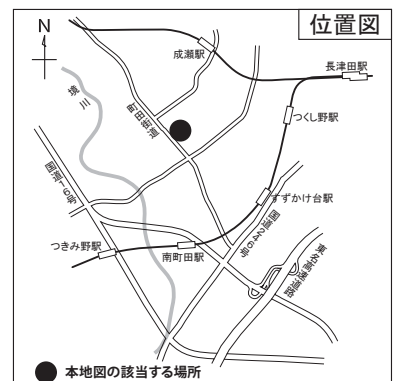 位置図
N
成瀬駅
長津田駅
境川
町田街道
つくし野駅
国道16号
すずかけ台駅
国道246号
つきみ野駅
南町田駅
東名高速道路
本地図の該当する場所